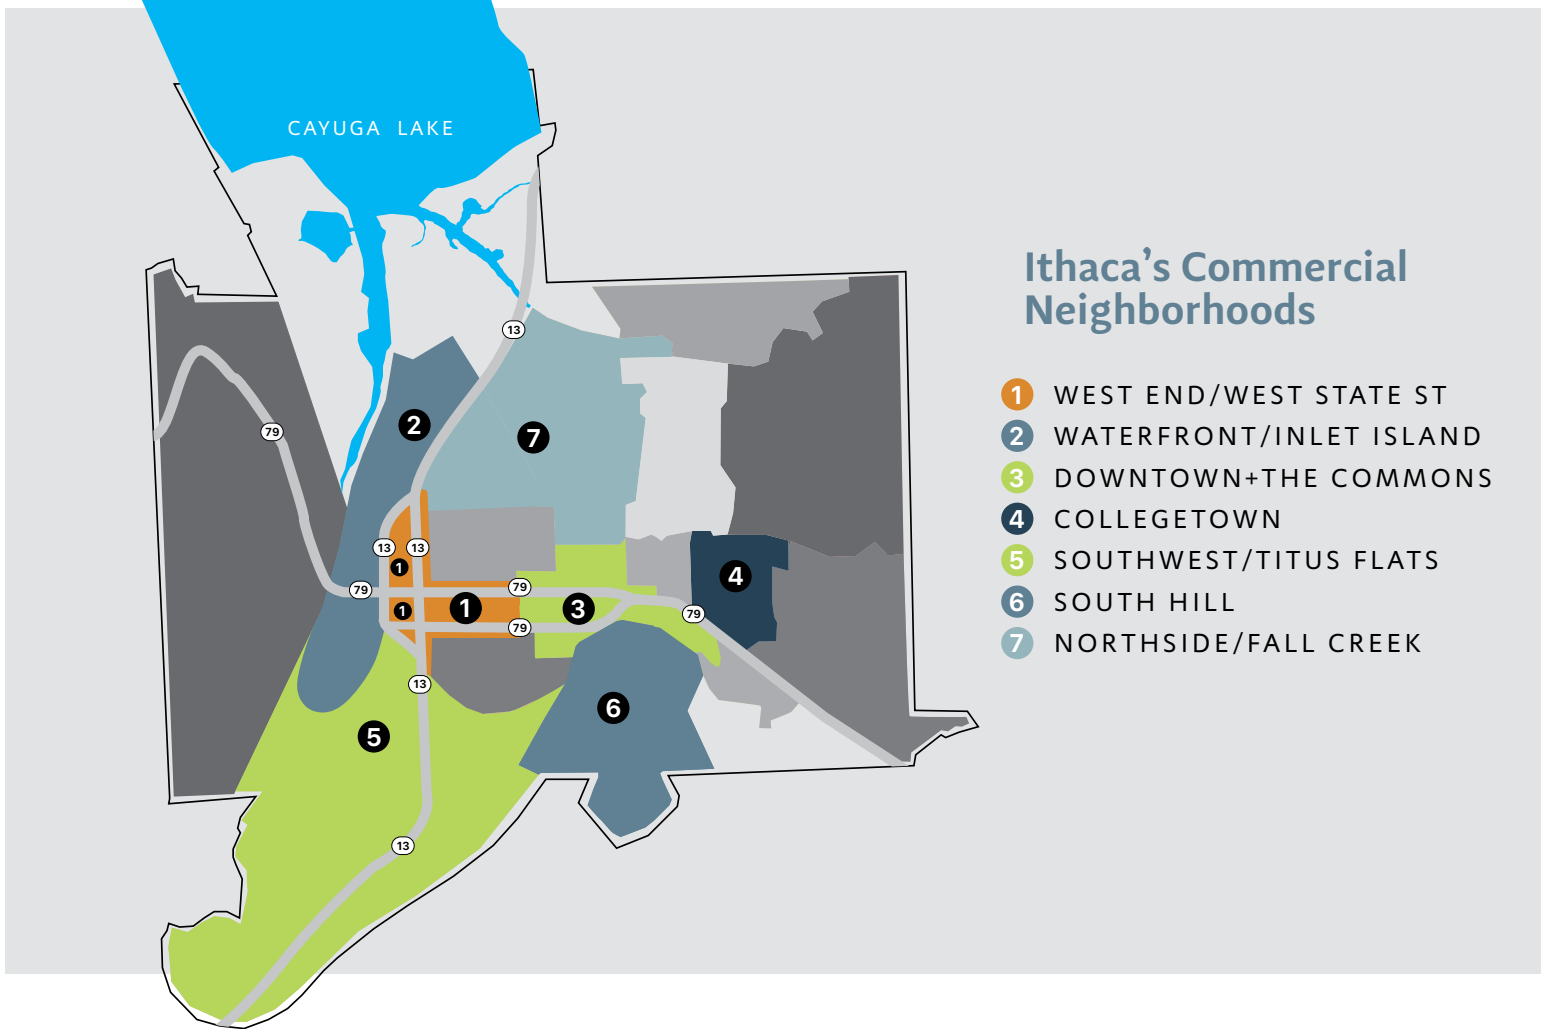 CAYUGA LAKE
Ithaca's Commercial
Neighborhoods
1 WEST END/WEST STATE ST
2 WATERFRONT/INLET ISLAND
3 DOWNTOWN+THE COMMONS
4 COLLEGETOWN
5 SOUTHWEST/TITUS FLATS
6 SOUTH HILL
7 NORTHSIDE/FALL CREEK
13
2
79
7
13
13
1
4
79
79
1
1
3
79
79
13
6
5
13